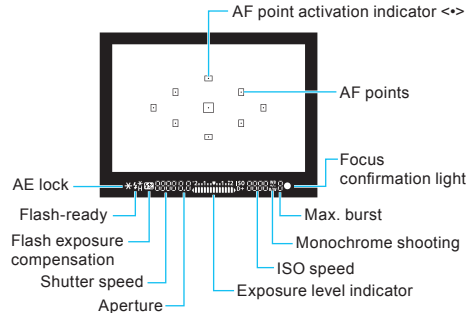 AF point activation indicator <•>
AF points
Focus
confirmation light
AE lock
Flash-ready
Max. burst
Flash exposure
compensation
Monochrome shooting
Shutter speed
ISO speed
Aperture
Exposure level indicator